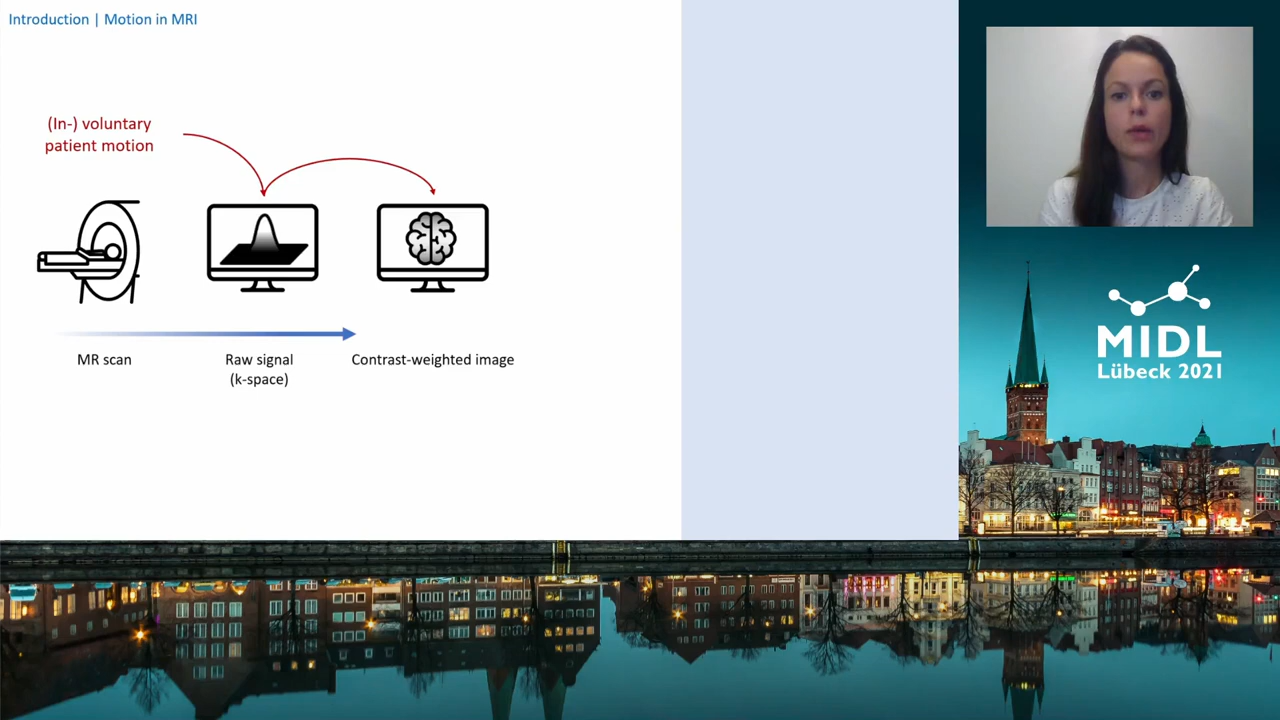 Introduction | Motion in MRI
(In-) voluntary
patient motion
MR scan
Raw signal
(k-space)
Contrast-weighted image
MIDL
Lübeck 2021